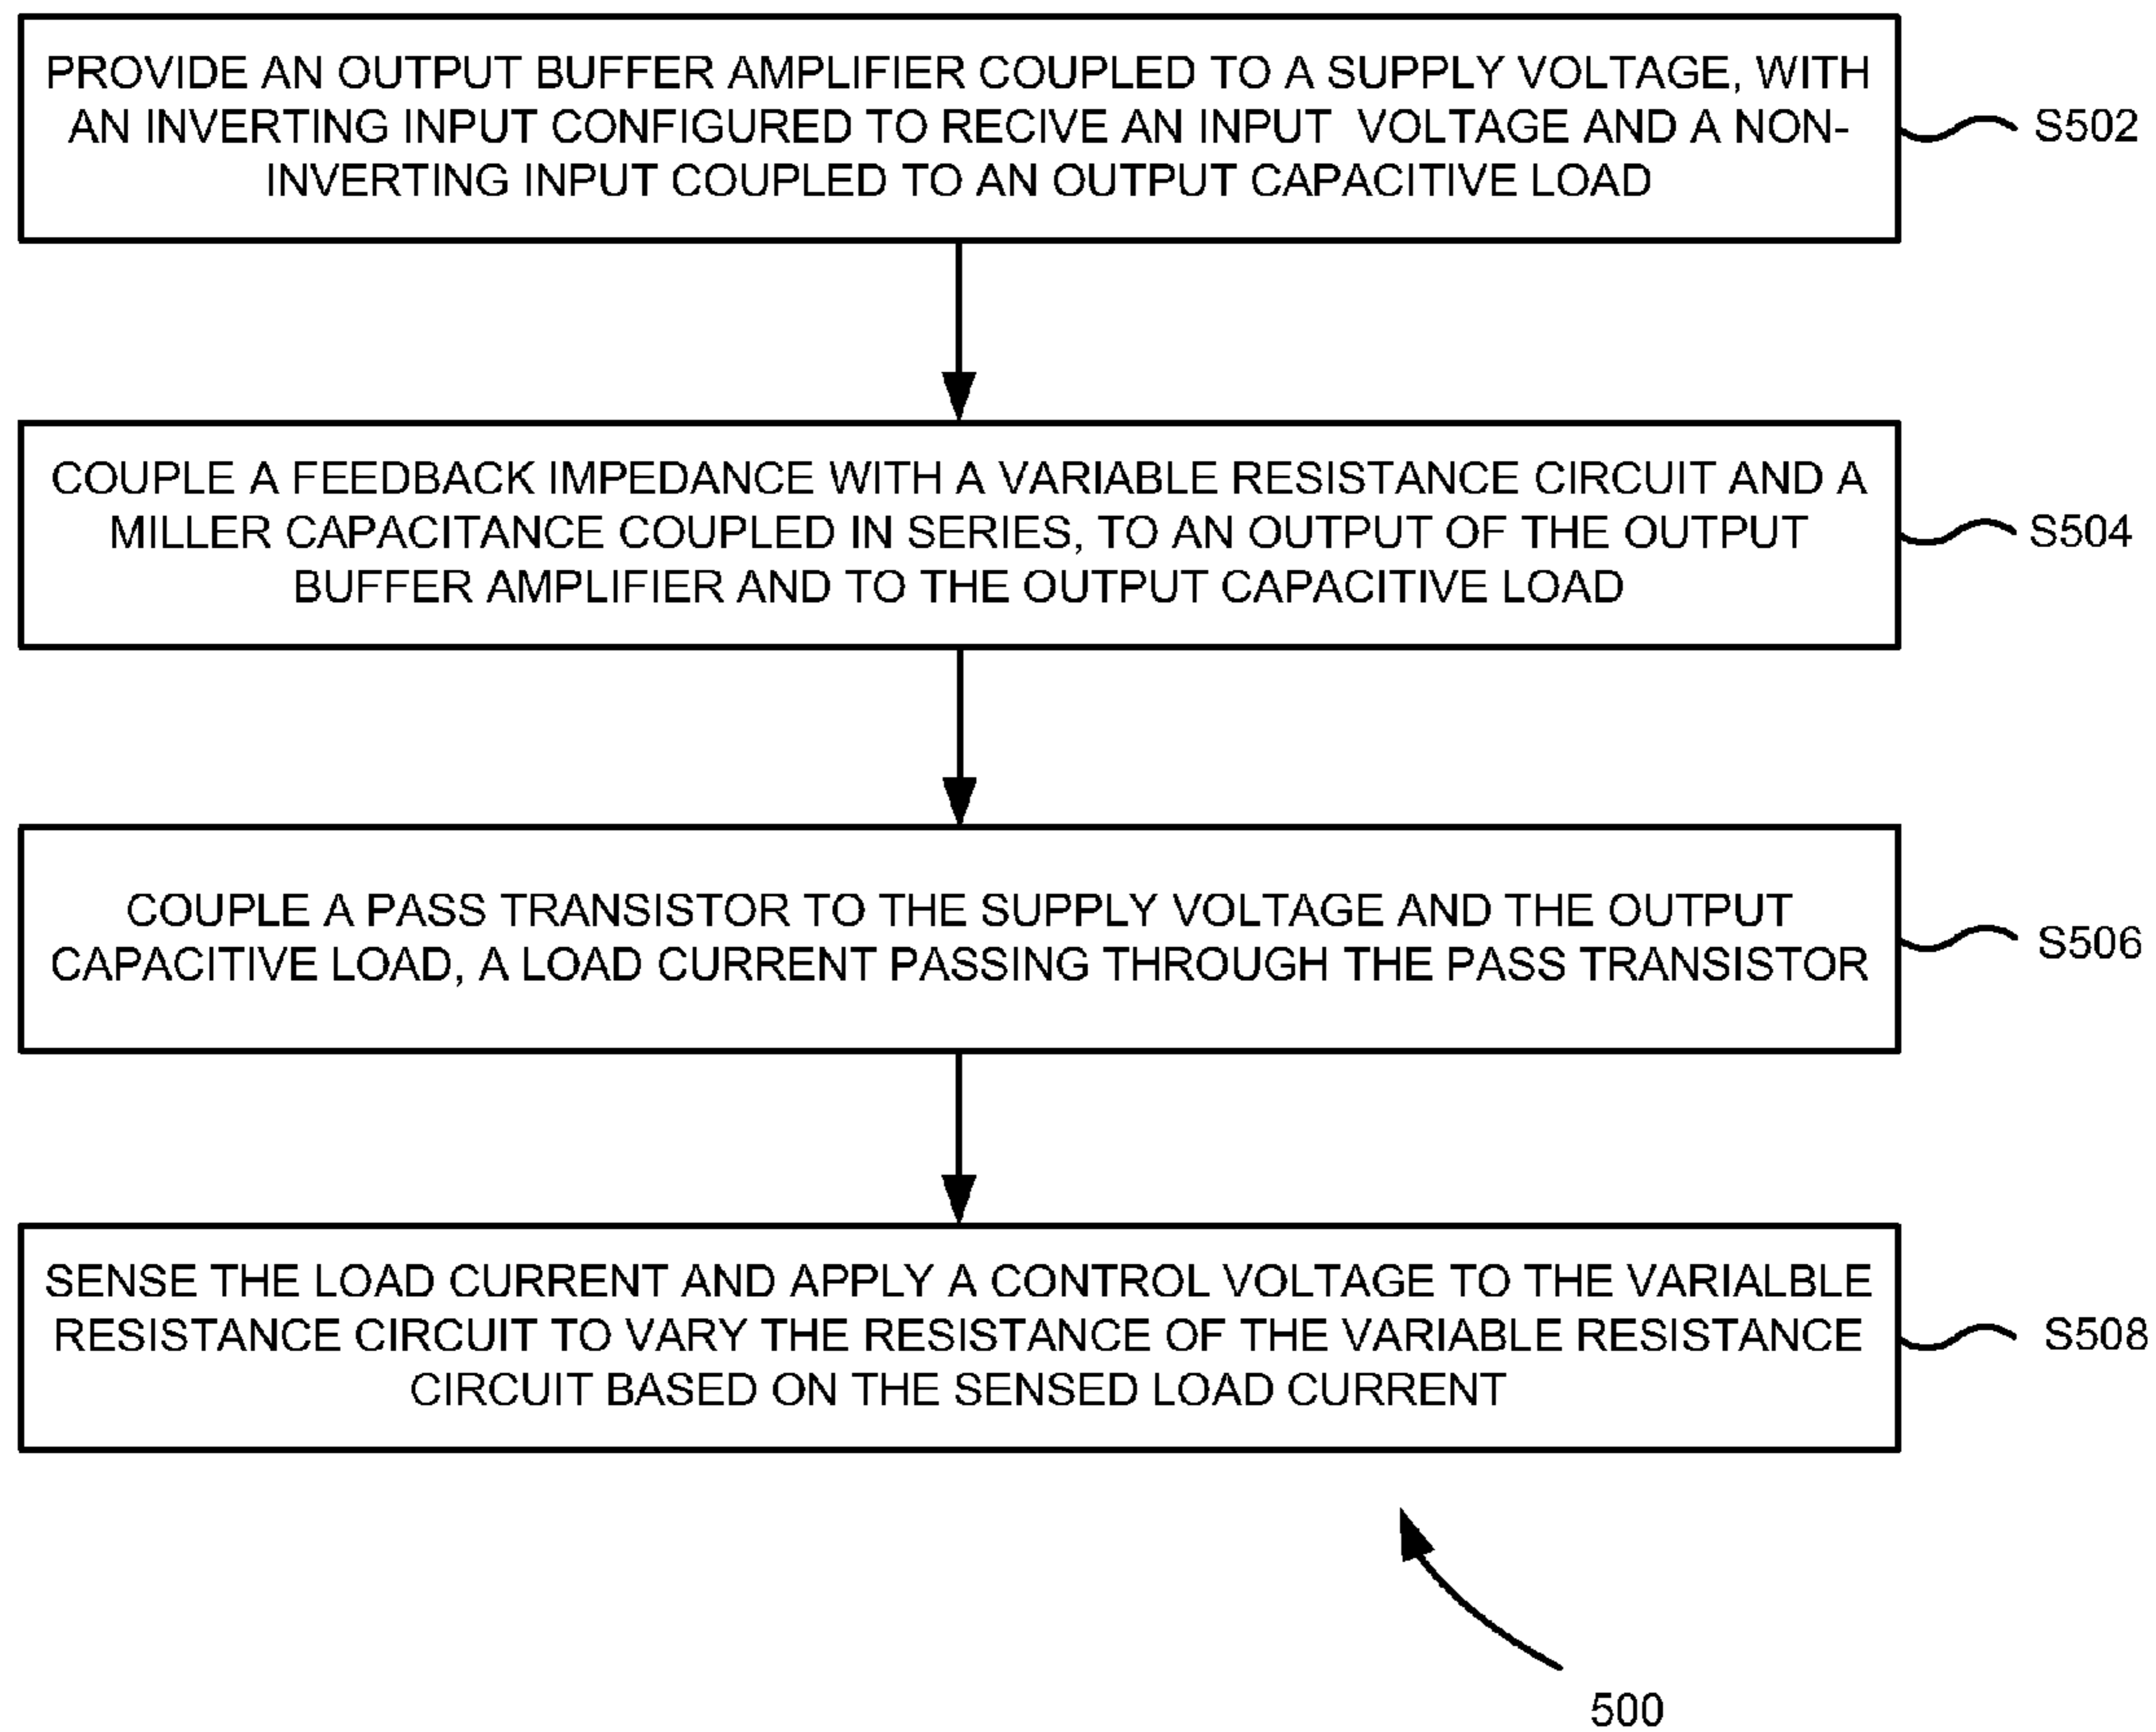 PROVIDE AN OUTPUT BUFFER AMPLIFIER COUPLED TO A SUPPLY VOLTAGE, WITH
AN INVERTING INPUT CONFIGURED TO RECIVE AN INPUT VOLTAGE AND A NON-
INVERTING INPUT COUPLED TO AN OUTPUT CAPACITIVE LOAD
S502
COUPLE A FEEDBACK IMPEDANCE WITH A VARIABLE RESISTANCE CIRCUIT AND A
MILLER CAPACITANCE COUPLED IN SERIES, TO AN OUTPUT OF THE OUTPUT
BUFFER AMPLIFIER AND TO THE OUTPUT CAPACITIVE LOAD
S504
COUPLE A PASS TRANSISTOR TO THE SUPPLY VOLTAGE AND THE OUTPUT
CAPACITIVE LOAD, A LOAD CURRENT PASSING THROUGH THE PASS TRANSISTOR
S506
SENSE THE LOAD CURRENT AND APPLY A CONTROL VOLTAGE TO THE VARIALBLE
RESISTANCE CIRCUIT TO VARY THE RESISTANCE OF THE VARIABLE RESISTANCE
CIRCUIT BASED ON THE SENSED LOAD CURRENT
S508
500